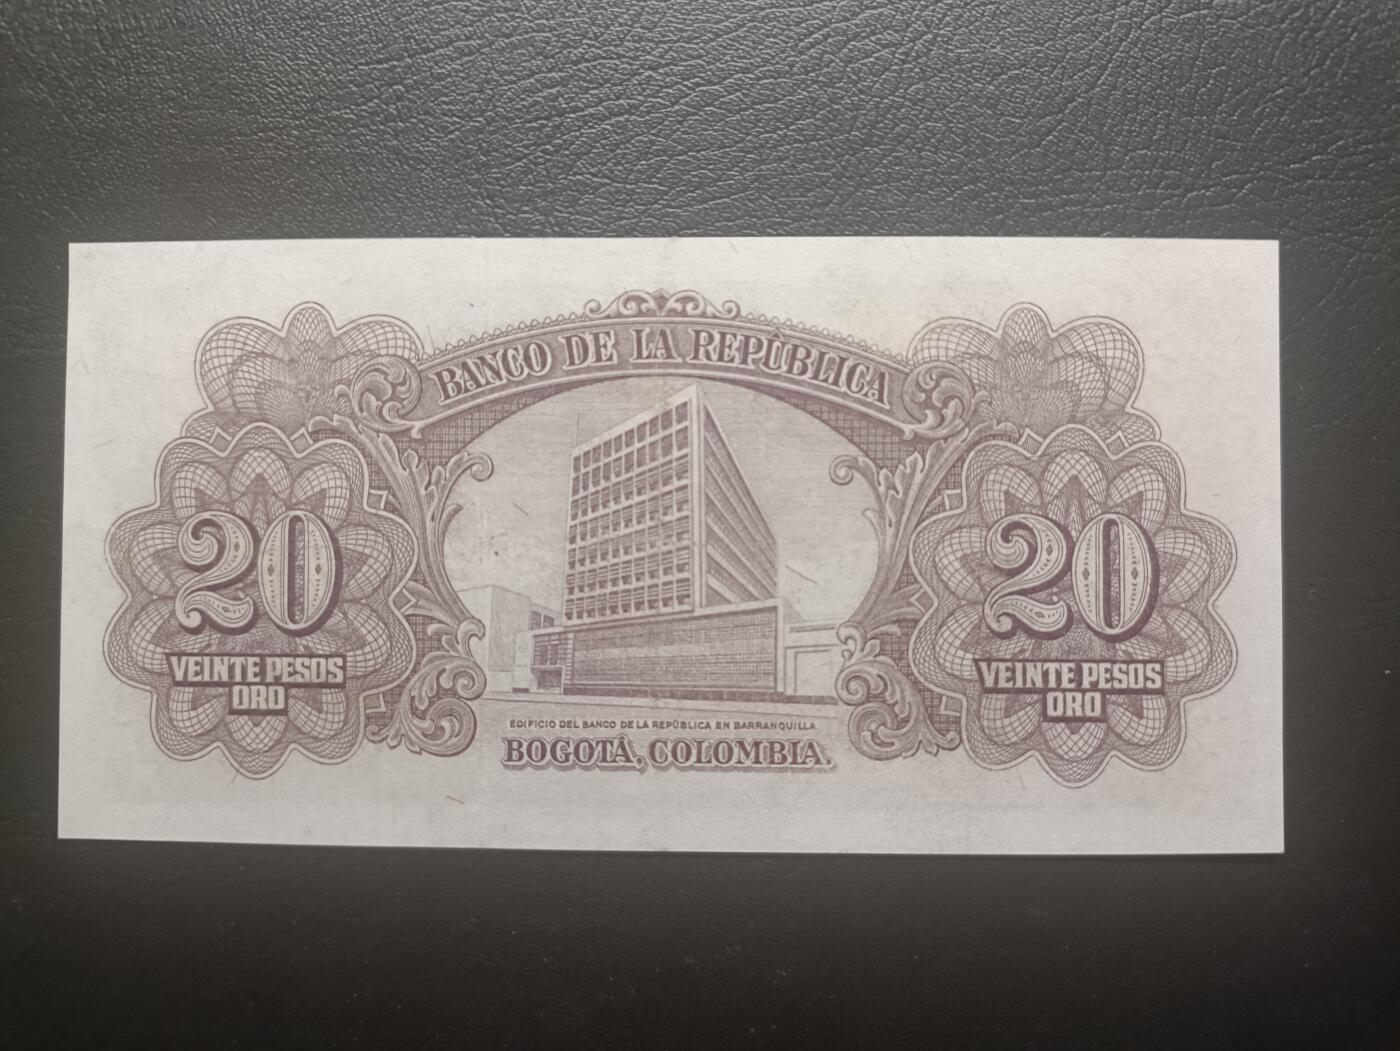 BANCO DE LA REPÚBLICA
20
VEINTE PESOS
ORO
20
VEINTE PESOS
ORO
EDIFICIO DEL BANCO DE LA REPÚBLICA EN BARRANQUILLA
BOGOTÁ, COLOMBIA.